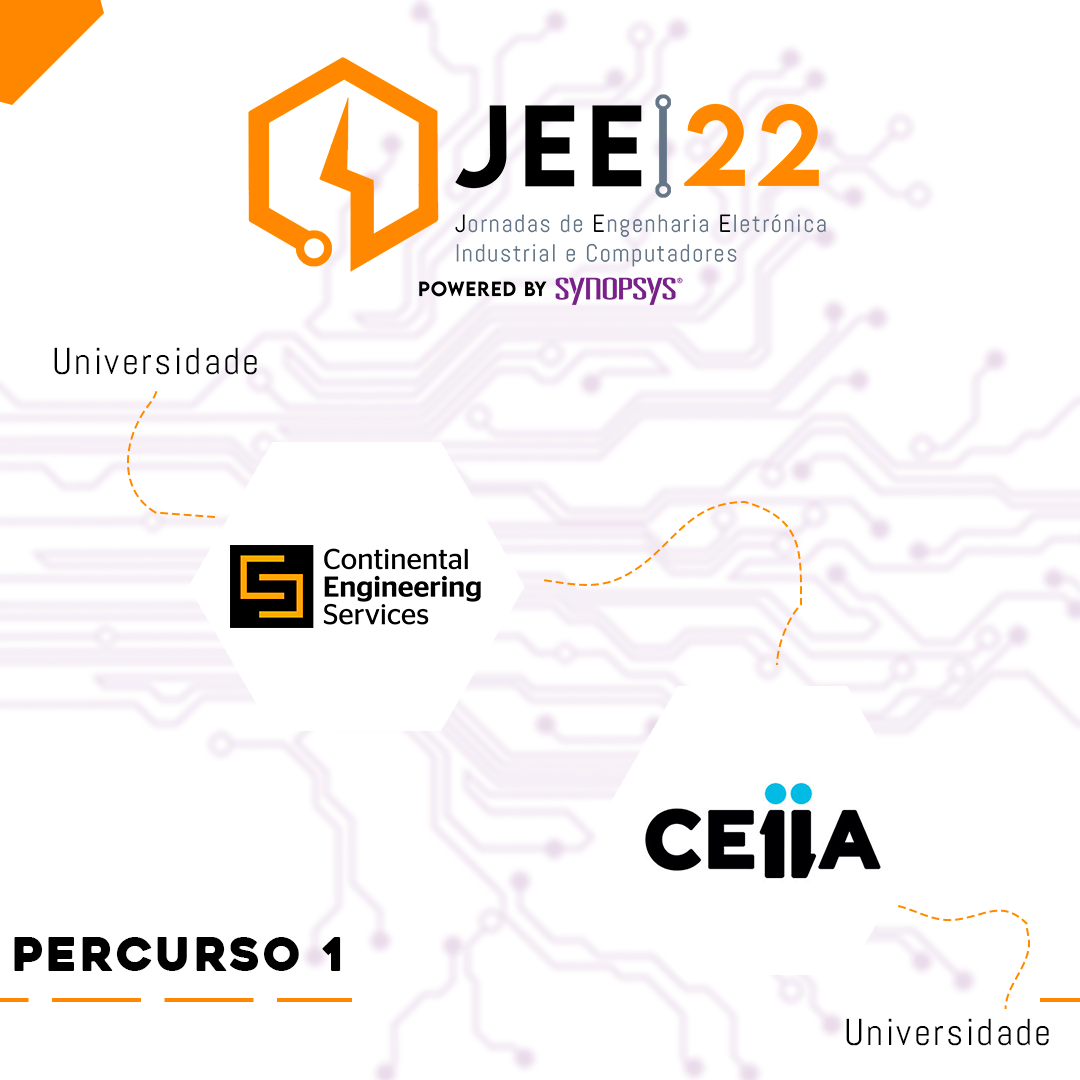 JEE|22
Jornadas de Engenharia Eletrónica
Industrial e Computadores
POWERED BY SYNOPSYS®
Universidade
Continental
Engineering
Services
CEiiA
PERCURSO 1
Universidade